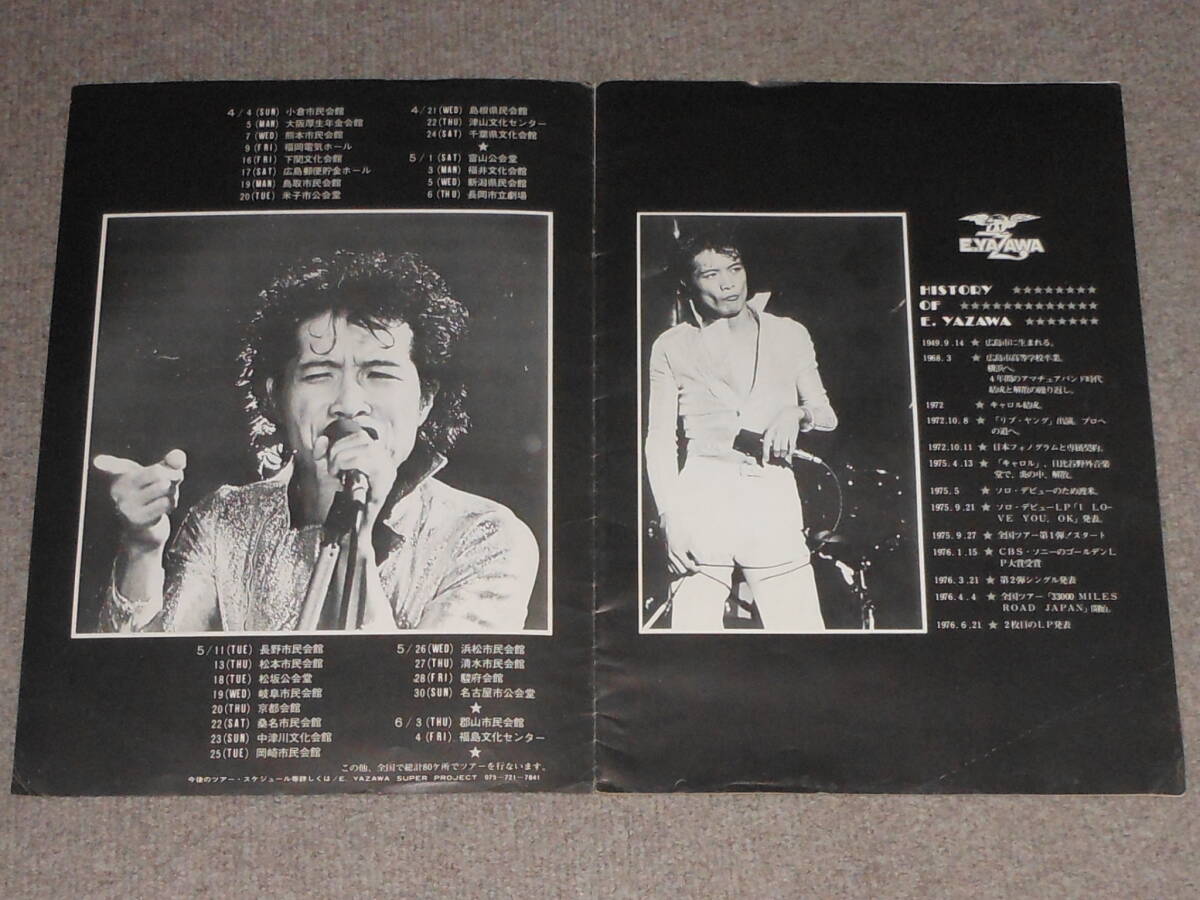 4/4(SUN) 小倉市民会館
5(MAN) 大阪厚生年金会館
7(WED) 熊本市民会館
9(FRI) 福岡電気ホール
16(FRI) 下関文化会館
17(SAT) 広島郵便貯金ホール
19(MAN) 鳥取市民会館
20(TUE) 米子市公会堂
4/21(WED) 島根県民会館
22(THU) 津山文化センター
24(SAT) 千葉県文化会館
★
5/1(SAT) 富山公会堂
3(MAN) 福井文化会館
5(WED) 新潟県民会館
6(THU) 長岡市立劇場
5/11(TUE) 長野市民会館
13(THU) 松本市民会館
18(TUE) 松坂公会堂
19(WED) 岐阜市民会館
20(THU) 京都会館
22(SAT) 桑名市民会館
23(SUN) 中津川文化会館
25(TUE) 岡崎市民会館
5/26(WED) 浜松市民会館
27(THU) 清水市民会館
28(FRI) 駿府会館
30(SUN) 名古屋市公会堂
★
6/3(THU) 郡山市民会館
4(FRI) 福島文化センター
★
この他、全国で総計80ケ所でツアーを行ないます。
今後のツアー・スケジュール等詳しくは/E. YAZAWA SUPER PROJECT 075-721-7841
E.YAZAWA
HISTORY ★★★★★★★★
OF ★★★★★★★★★★★★★
E. YAZAWA ★★★★★★★
1949.9.14 ★ 広島市に生まれる。
1968.3 ★ 広島市高等学校卒業。
横浜へ。
4年間のアマチュアバンド時代
結成と解散の繰り返し。
1972 ★ キャロル結成。
1972.10.8 ★ 「リブ・ヤング」出演。プロへ
の道へ。
1972.10.11 ★ 日本フォノグラムと専属契約。
1975.4.13 ★ 「キャロル」、日比谷野外音楽
堂で、炎の中、解散。
1975.5 ★ ソロ・デビューのため渡米。
1975.9.21 ★ ソロ・デビューLP「I LO-
VE YOU, OK」発表。
1975.9.27 ★ 全国ツアー第1弾!スタート
1976.1.15 ★ CBS・ソニーのゴールデンL
P大賞受賞
1976.3.21 ★ 第2弾シングル発表
1976.4.4 ★ 全国ツアー「33000 MILES
ROAD JAPAN」開始。
1976.6.21 ★ 2枚目のLP発表